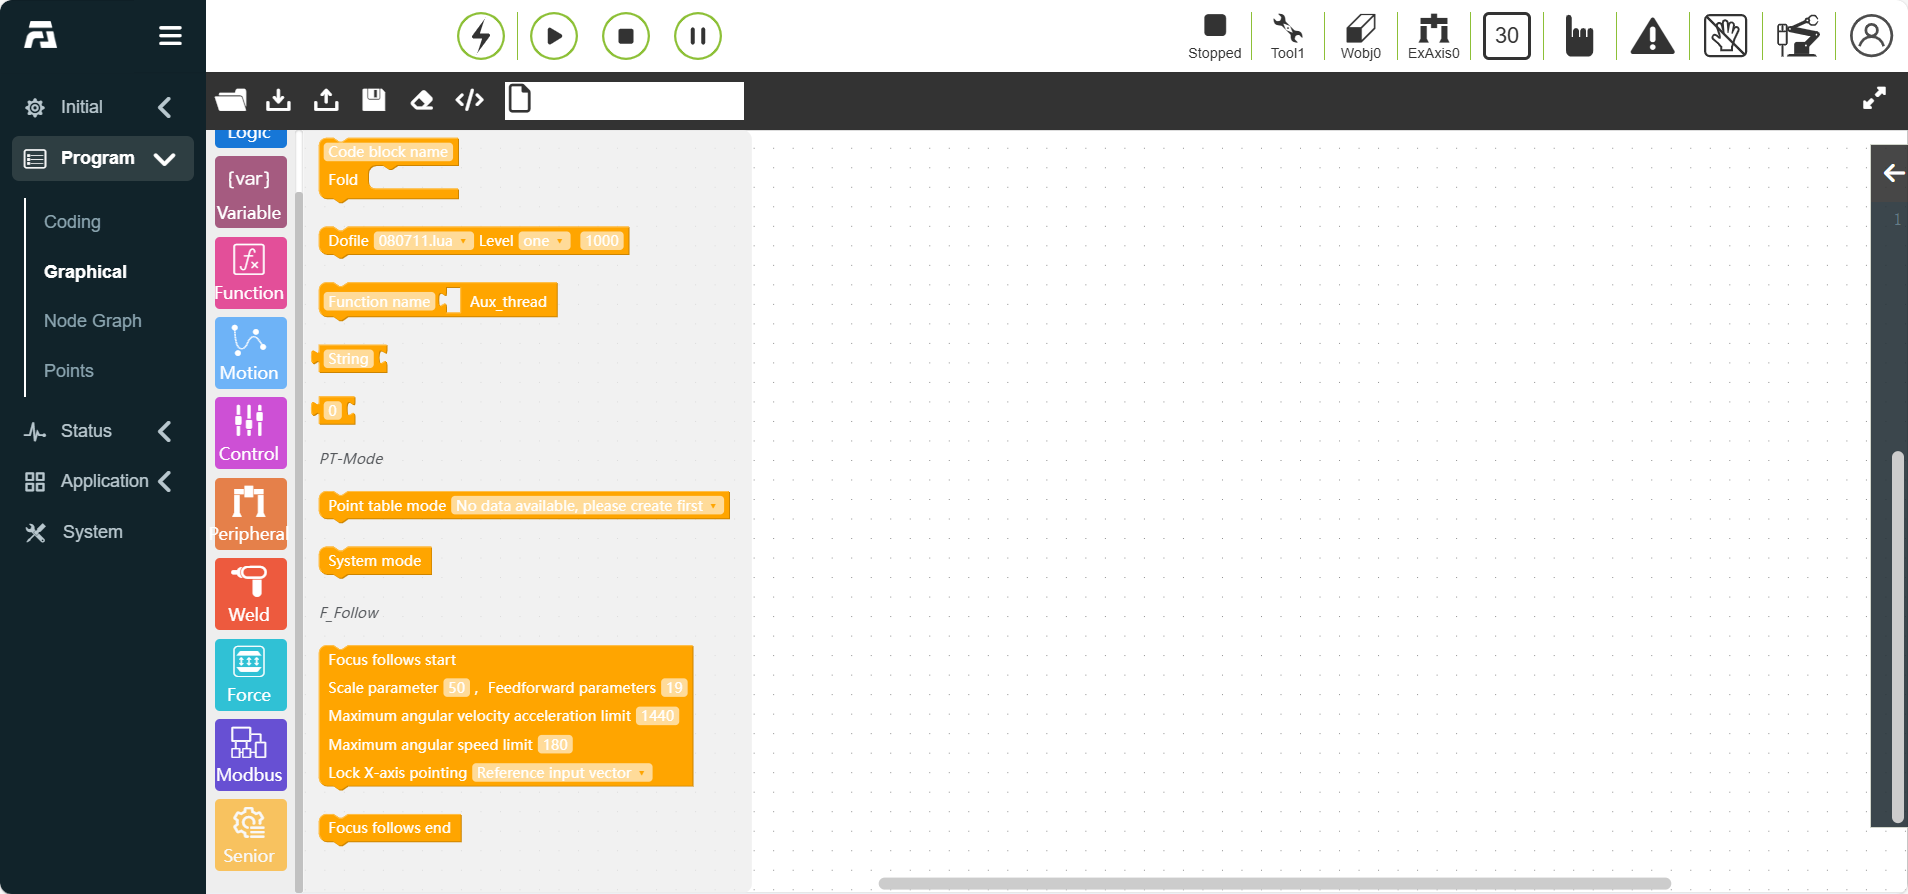 Stopped
Tool1
Wobj0
ExAxis0
30
Initial
Program
Coding
Graphical
Node Graph
Points
Status
Application
System
Logic
{var}
Variable
fx
Function
Motion
Control
Peripheral
Weld
Force
Modbus
Senior
Code block name
Fold
Dofile 080711.lua Level one 1000
Function name Aux_thread
String
0
PT-Mode
Point table mode No data available, please create first
System mode
F_Follow
Focus follows start
Scale parameter 50 , Feedforward parameters 19
Maximum angular velocity acceleration limit 1440
Maximum angular speed limit 180
Lock X-axis pointing Reference input vector
Focus follows end
1